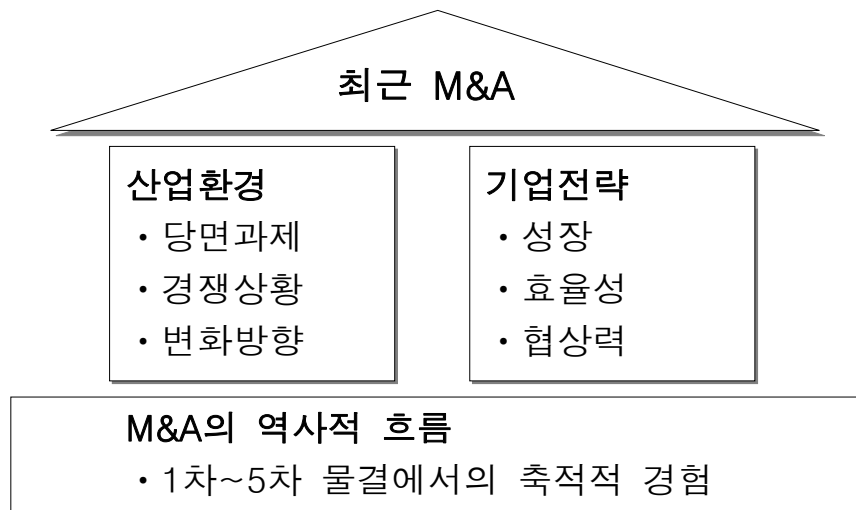 최근 M&A
산업환경
・당면과제
・경쟁상황
・변화방향
기업전략
・성장
・효율성
・협상력
M&A의 역사적 흐름
・1차~5차 물결에서의 축적적 경험